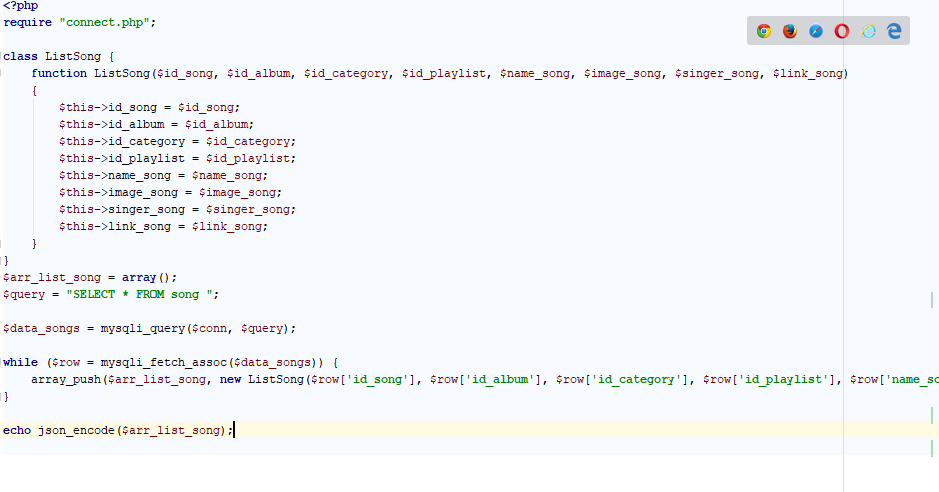 <?php
require "connect.php";
class ListSong {
function ListSong($id_song, $id_album, $id_category, $id_playlist, $name_song, $image_song, $singer_song, $link_song)
{
$this->id_song = $id_song;
$this->id_album = $id_album;
$this->id_category = $id_category;
$this->id_playlist = $id_playlist;
$this->name_song = $name_song;
$this->image_song = $image_song;
$this->singer_song = $singer_song;
$this->link_song = $link_song;
}
}
$arr_list_song = array();
$query = "SELECT * FROM song ";
$data_songs = mysqli_query($conn, $query);
while ($row = mysqli_fetch_assoc($data_songs)) {
array_push($arr_list_song, new ListSong($row['id_song'], $row['id_album'], $row['id_category'], $row['id_playlist'], $row['name_so
}
echo json_encode($arr_list_song);